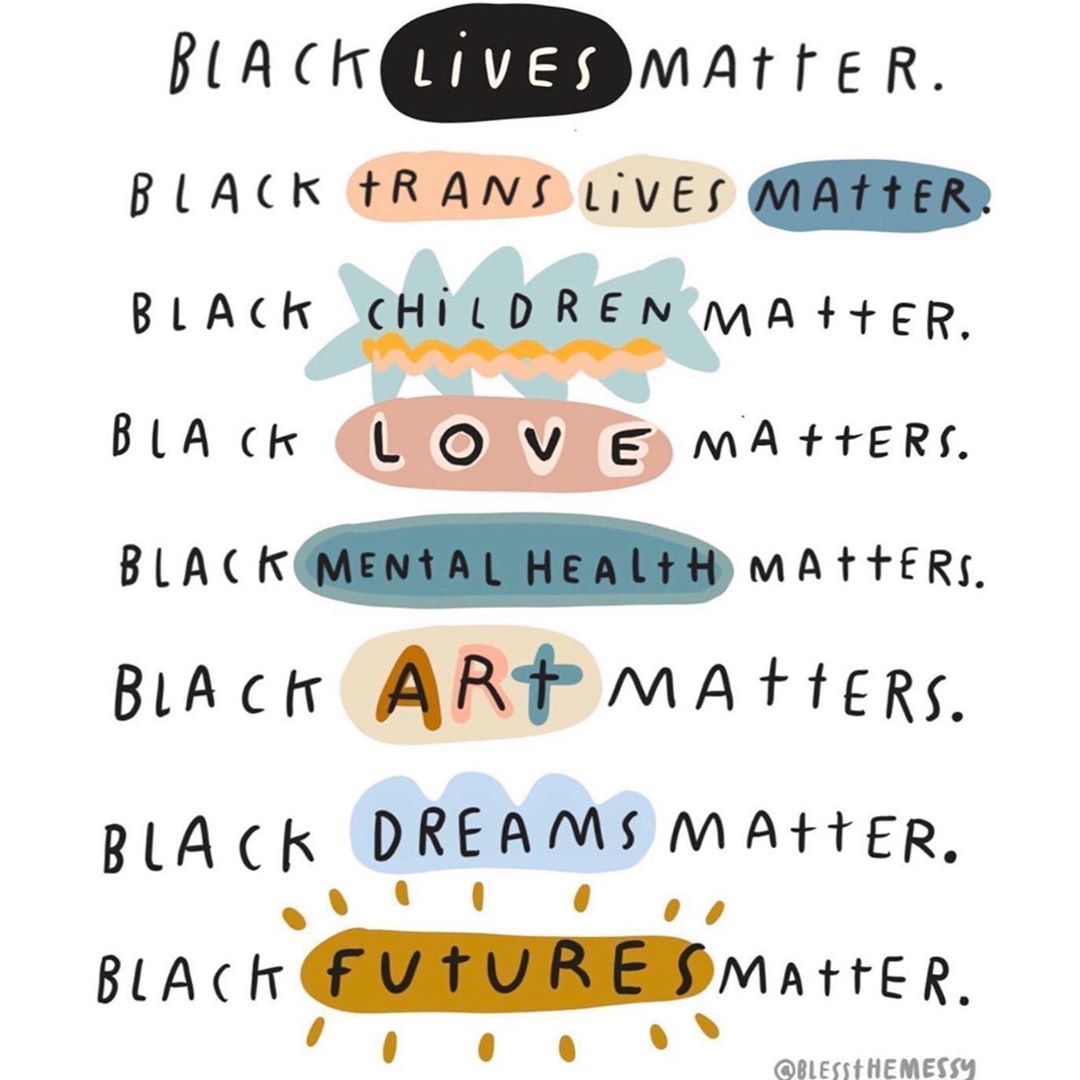 BLACK LiVES MAttER.
BLACK tRANS LiVES MAttER.
BLACK CHiLDREN MAttER.
BLACK LOVE MAttERS.
BLACK MENtAL HEALtH MAttERS.
BLACK ARt MAttERS.
BLACK DREAMS MAttER.
BLACK FUtURES MAttER.
@BLESStHEMESSY